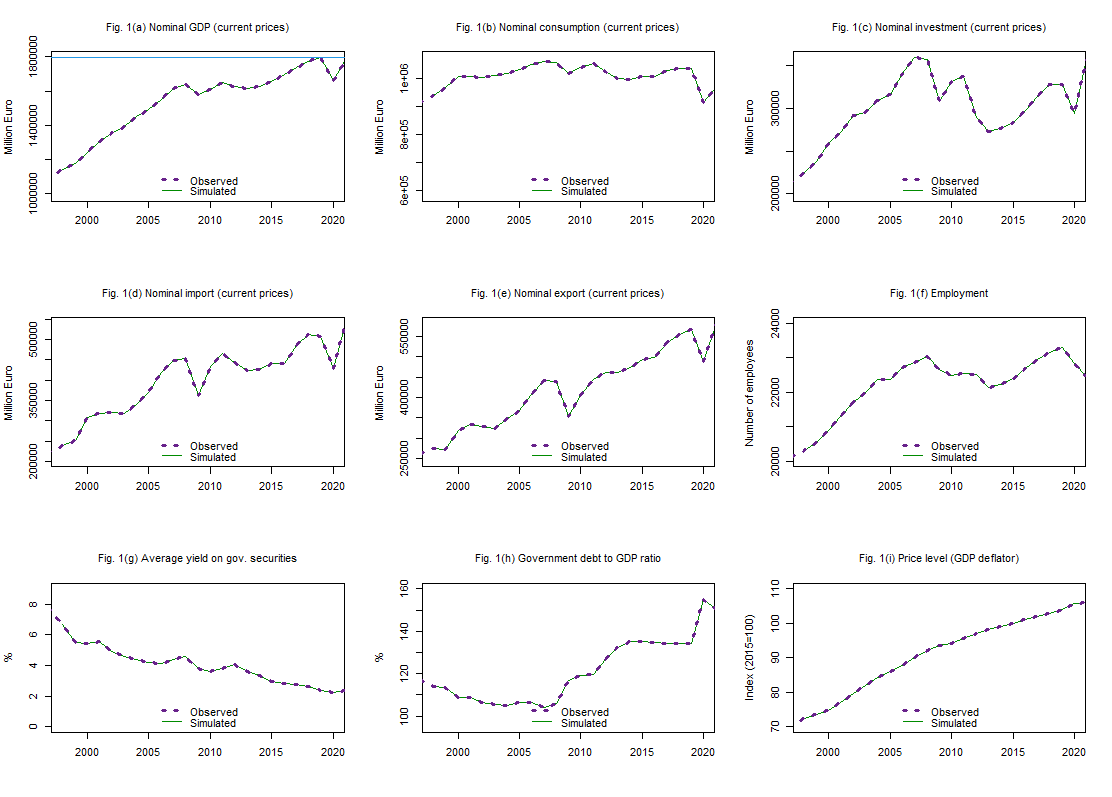 Fig. 1(a) Nominal GDP (current prices)
Million Euro
1800000
1400000
1000000
Observed
Simulated
2000 2005 2010 2015 2020
Fig. 1(b) Nominal consumption (current prices)
Million Euro
1e+06
8e+05
6e+05
Observed
Simulated
2000 2005 2010 2015 2020
Fig. 1(c) Nominal investment (current prices)
Million Euro
300000
200000
Observed
Simulated
2000 2005 2010 2015 2020
Fig. 1(d) Nominal import (current prices)
Million Euro
500000
350000
200000
Observed
Simulated
2000 2005 2010 2015 2020
Fig. 1(e) Nominal export (current prices)
Million Euro
550000
400000
250000
Observed
Simulated
2000 2005 2010 2015 2020
Fig. 1(f) Employment
Number of employees
24000
22000
20000
Observed
Simulated
2000 2005 2010 2015 2020
Fig. 1(g) Average yield on gov. securities
%
8
6
4
2
0
Observed
Simulated
2000 2005 2010 2015 2020
Fig. 1(h) Government debt to GDP ratio
%
160
140
120
100
Observed
Simulated
2000 2005 2010 2015 2020
Fig. 1(i) Price level (GDP deflator)
Index (2015=100)
110
100
90
80
70
Observed
Simulated
2000 2005 2010 2015 2020